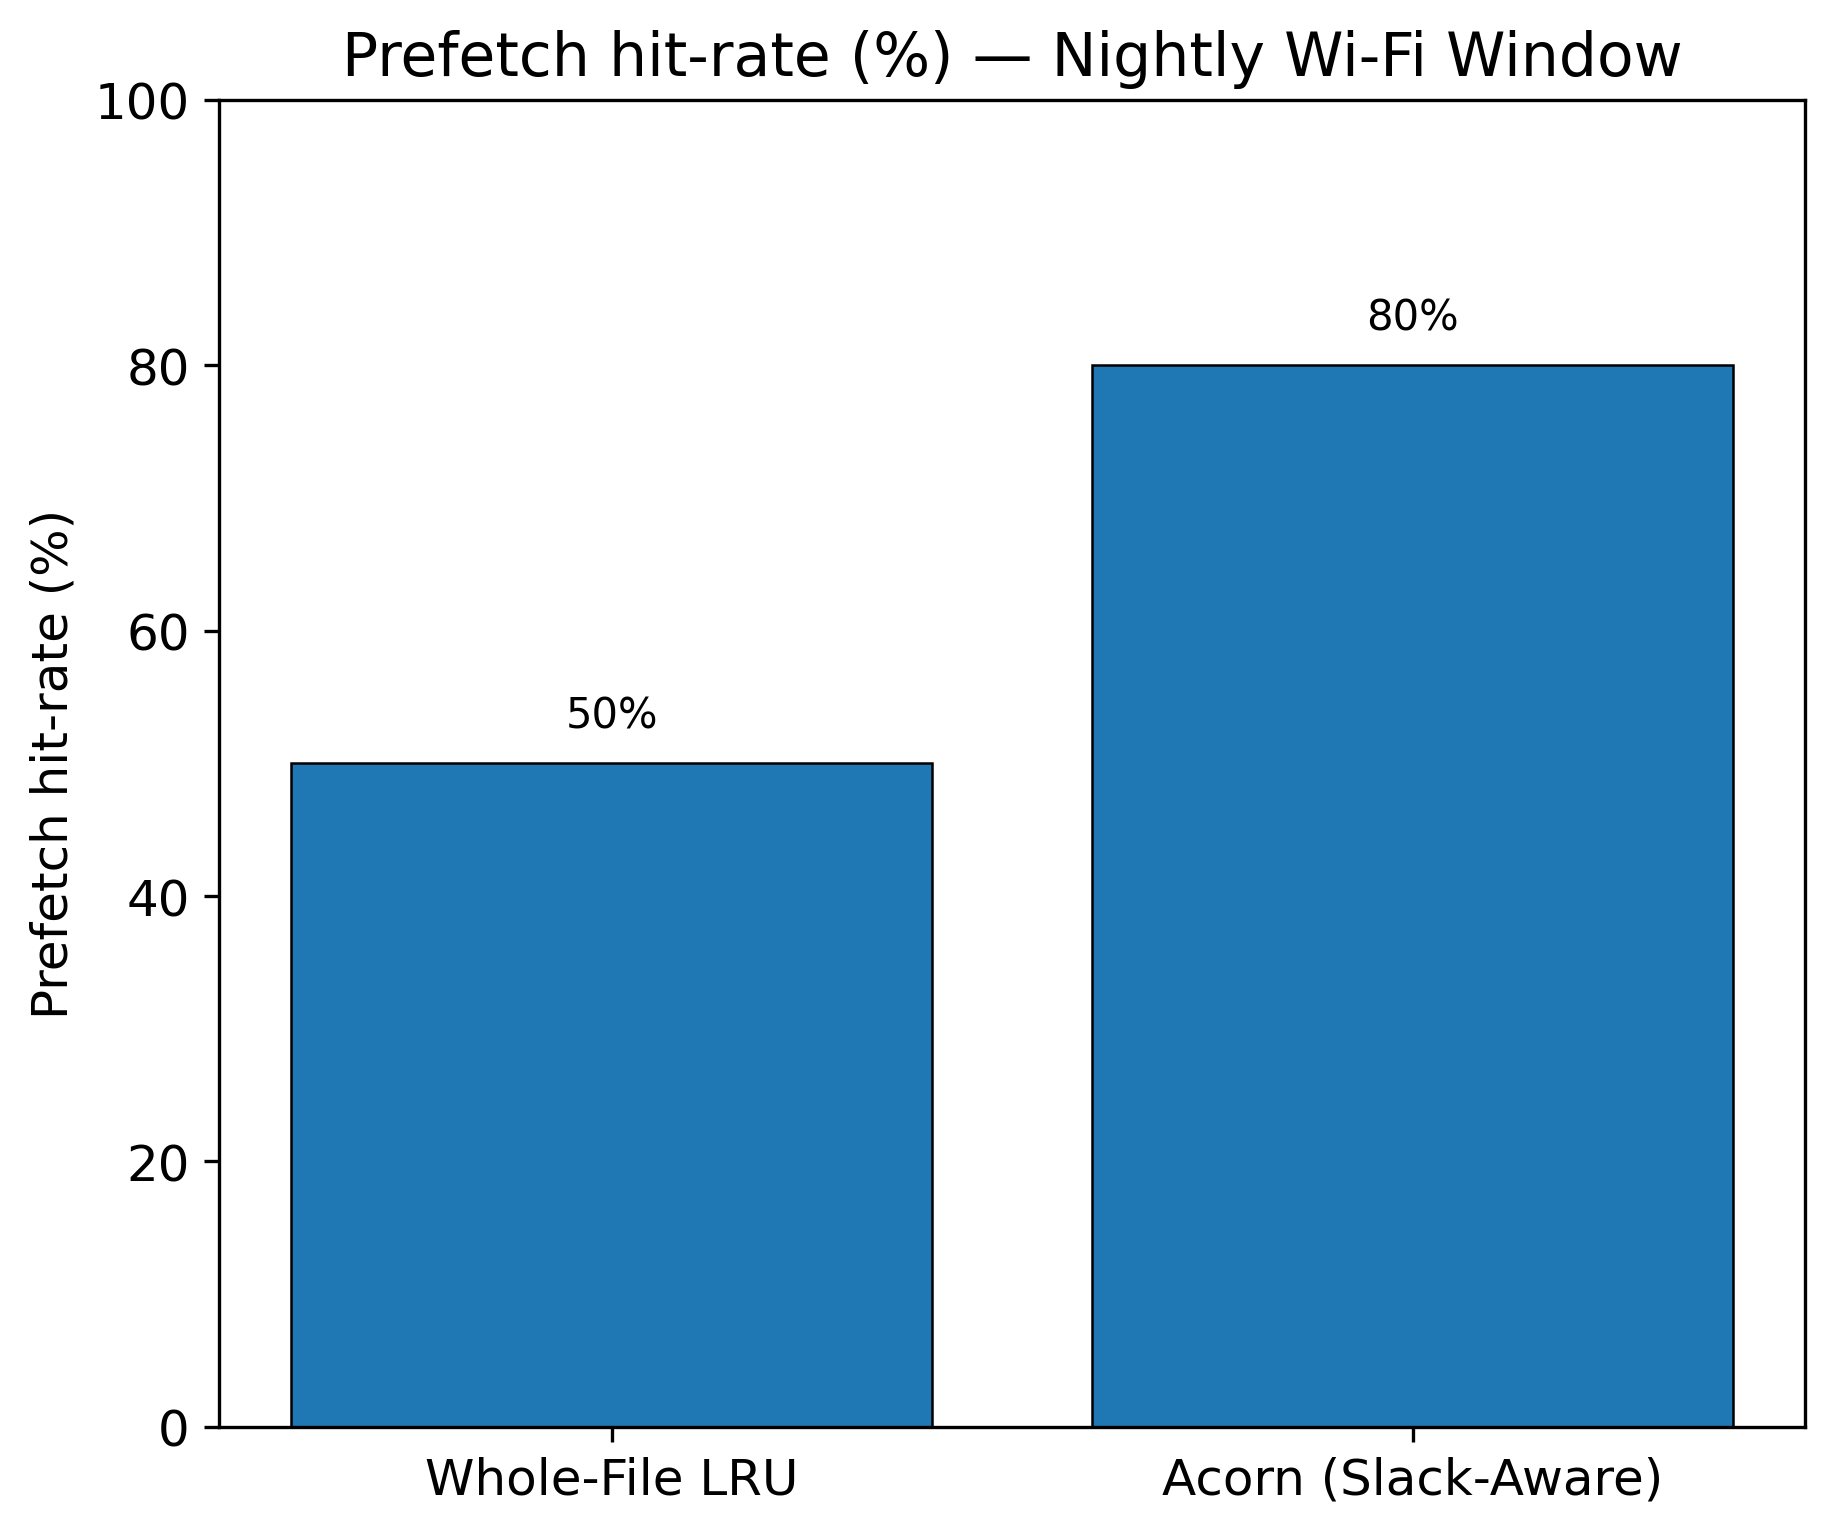 Prefetch hit-rate (%) — Nightly Wi-Fi Window
Prefetch hit-rate (%)
100
80
60
40
20
0
50%
80%
Whole-File LRU
Acorn (Slack-Aware)